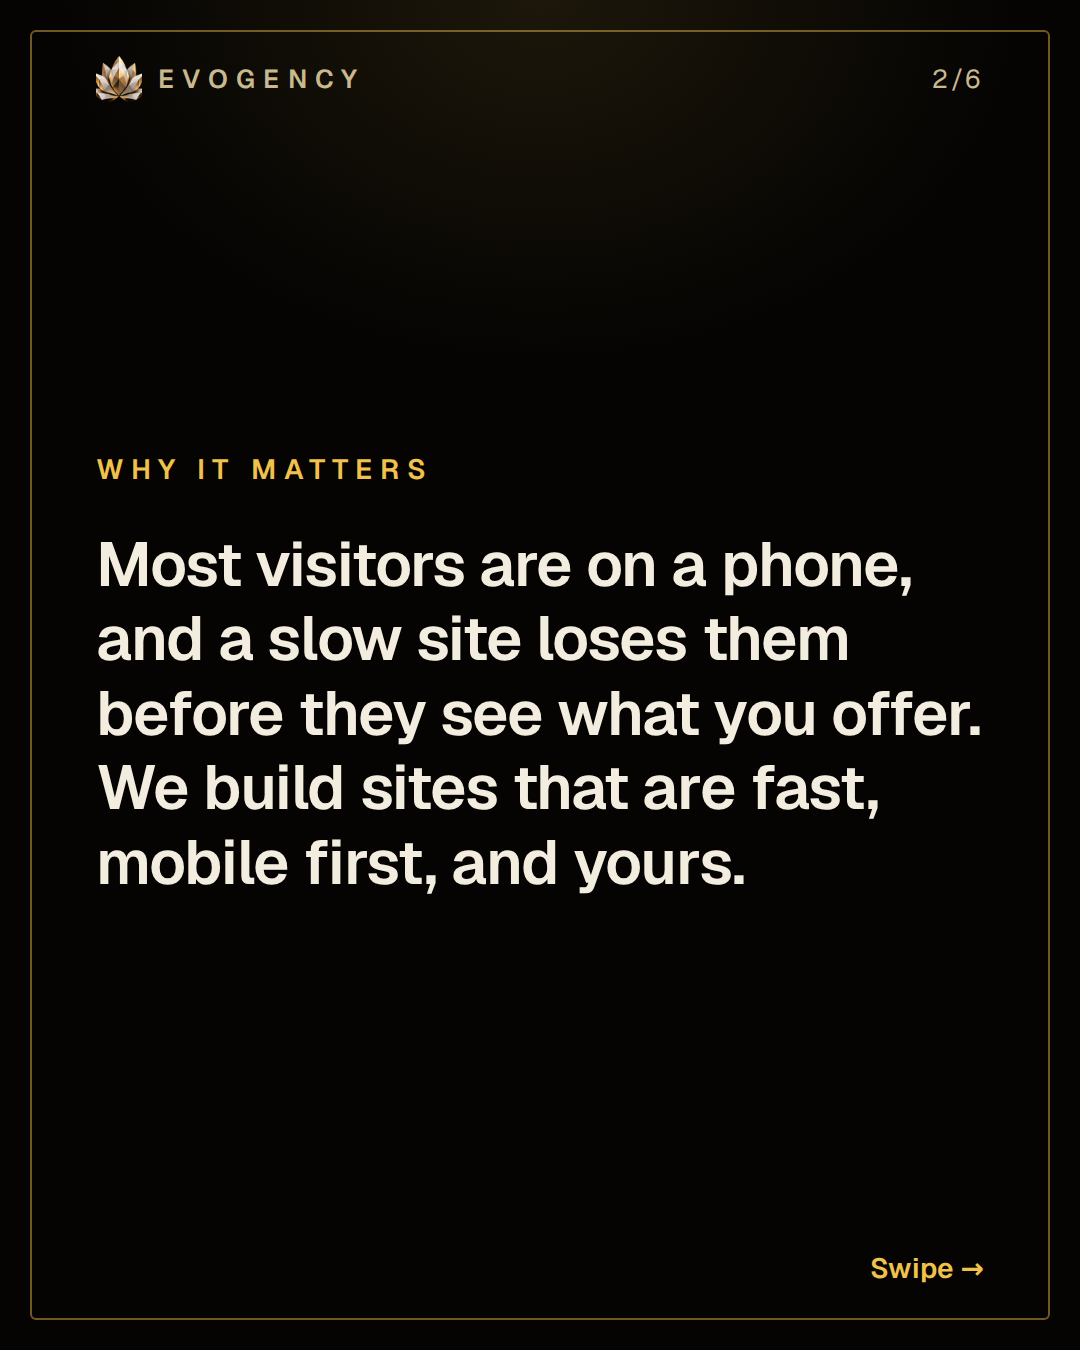 EVOGENCY
2/6
WHY IT MATTERS
Most visitors are on a phone,
and a slow site loses them
before they see what you offer.
We build sites that are fast,
mobile first, and yours.
Swipe →